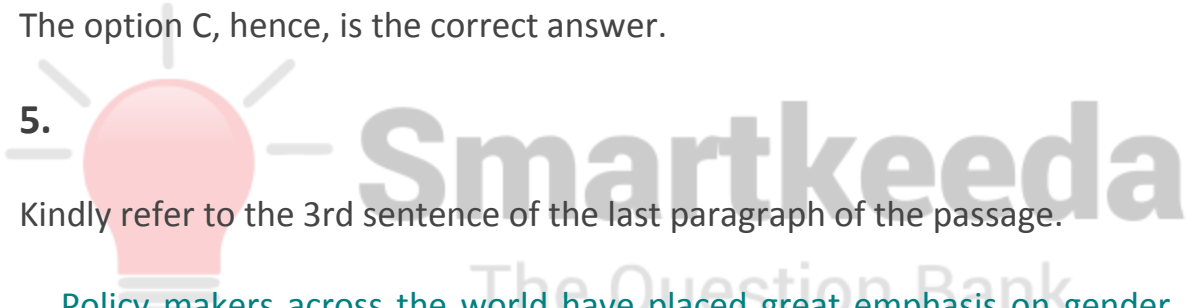 The option C, hence, is the correct answer.
5.
Smartkeeda
Kindly refer to the 3rd sentence of the last paragraph of the passage.
The Question Bank
Policy makers across the world have placed great emphasis on gender